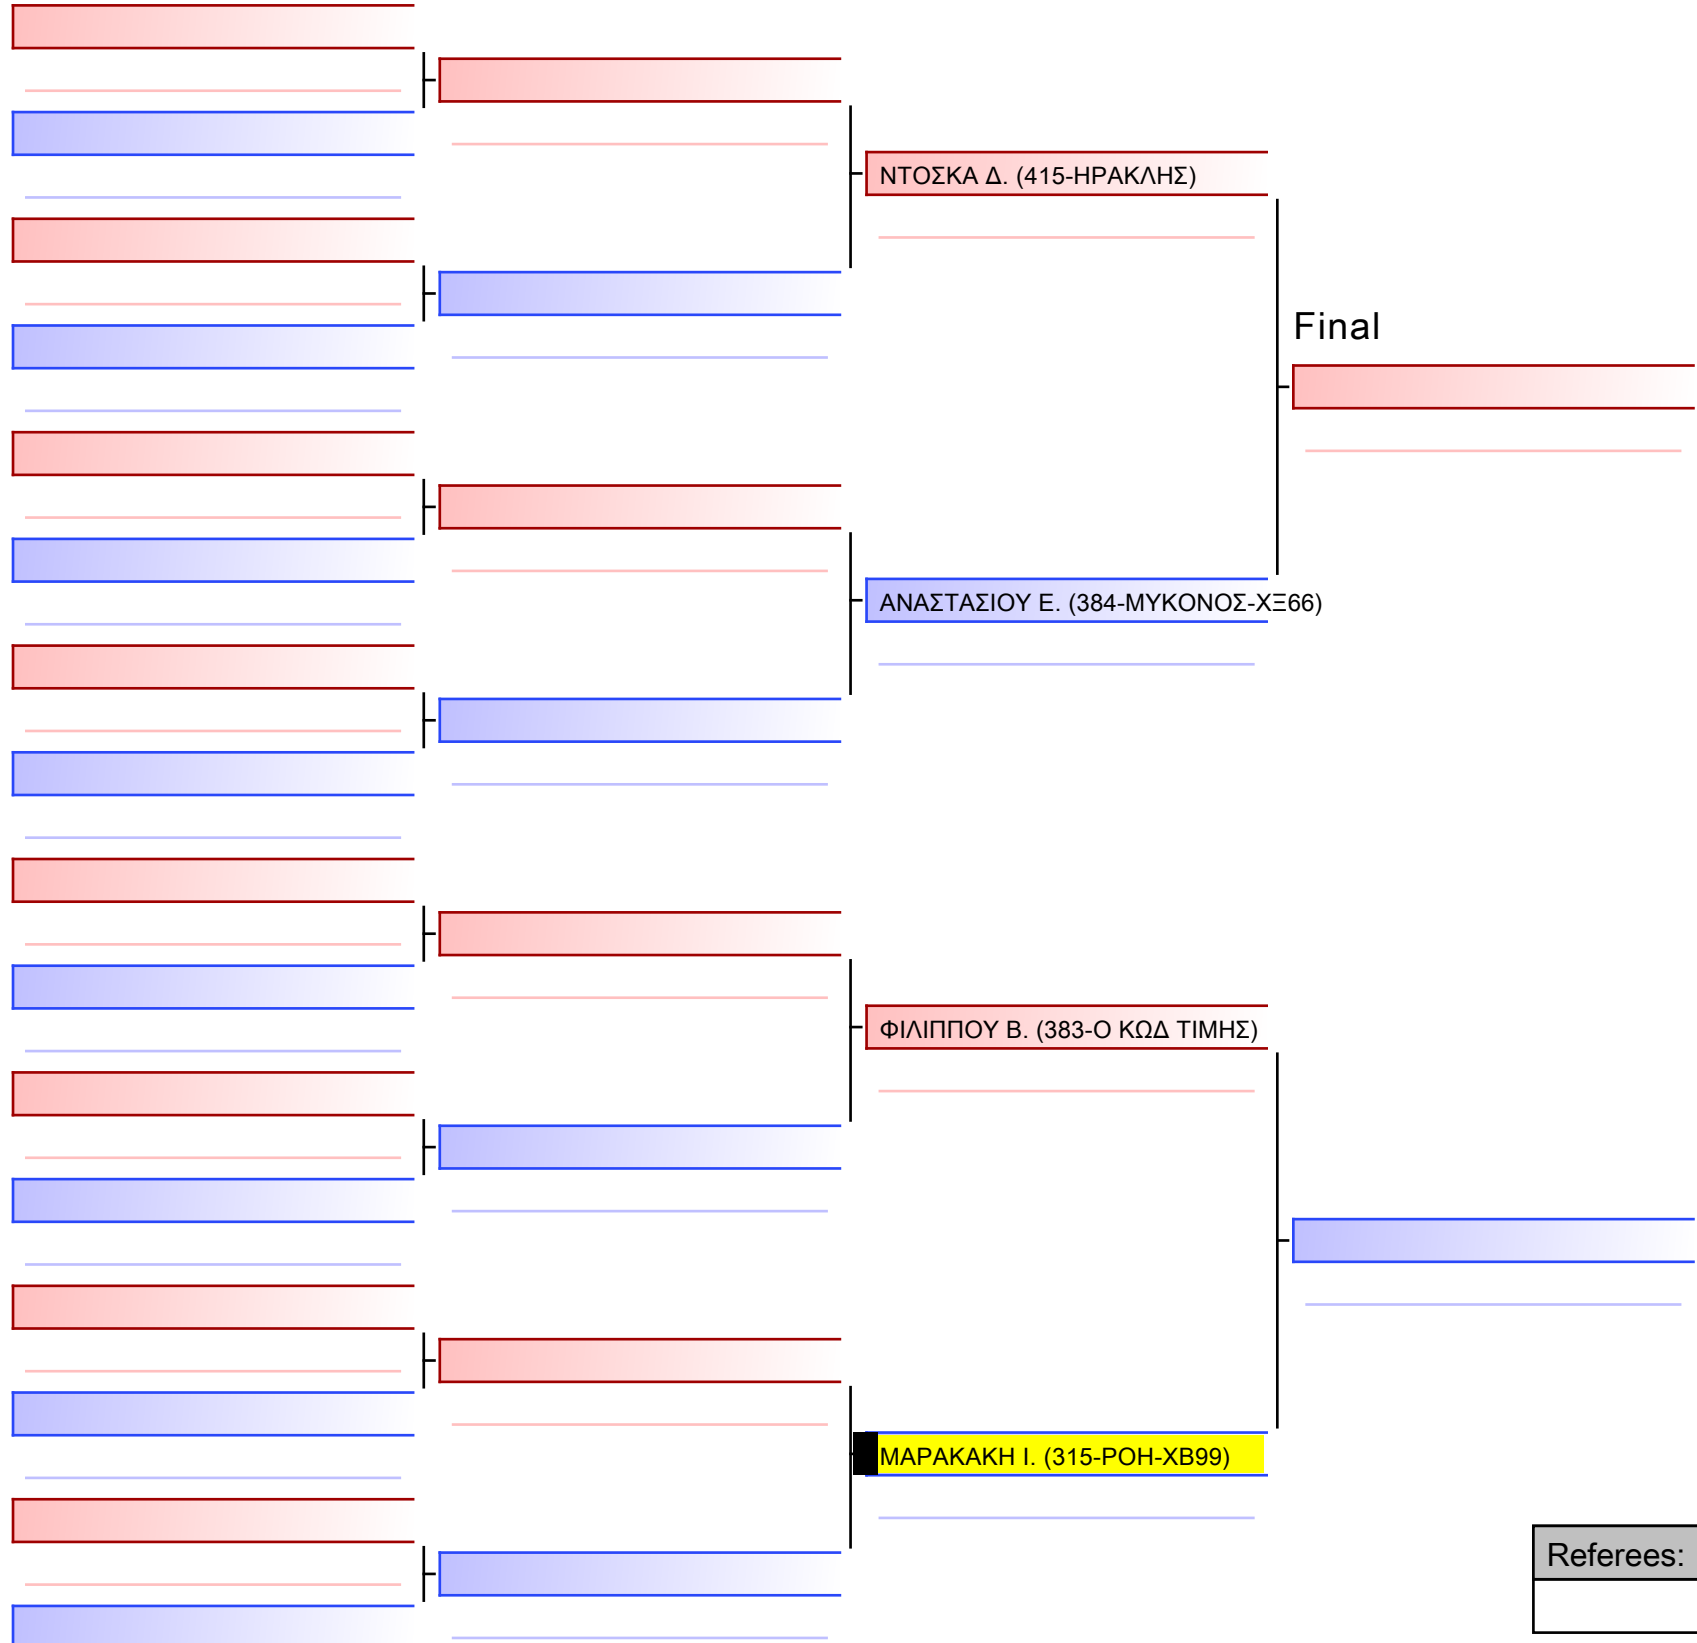 ΝΤΟΣΚΑ Δ. (415-ΗΡΑΚΛΗΣ)
Final
ΑΝΑΣΤΑΣΙΟΥ Ε. (384-ΜΥΚΟΝΟΣ-ΧΞ66)
ΦΙΛΙΠΠΟΥ Β. (383-Ο ΚΩΔ ΤΙΜΗΣ)
ΜΑΡΑΚΑΚΗ Ι. (315-ΡΟΗ-ΧΒ99)
Referees: